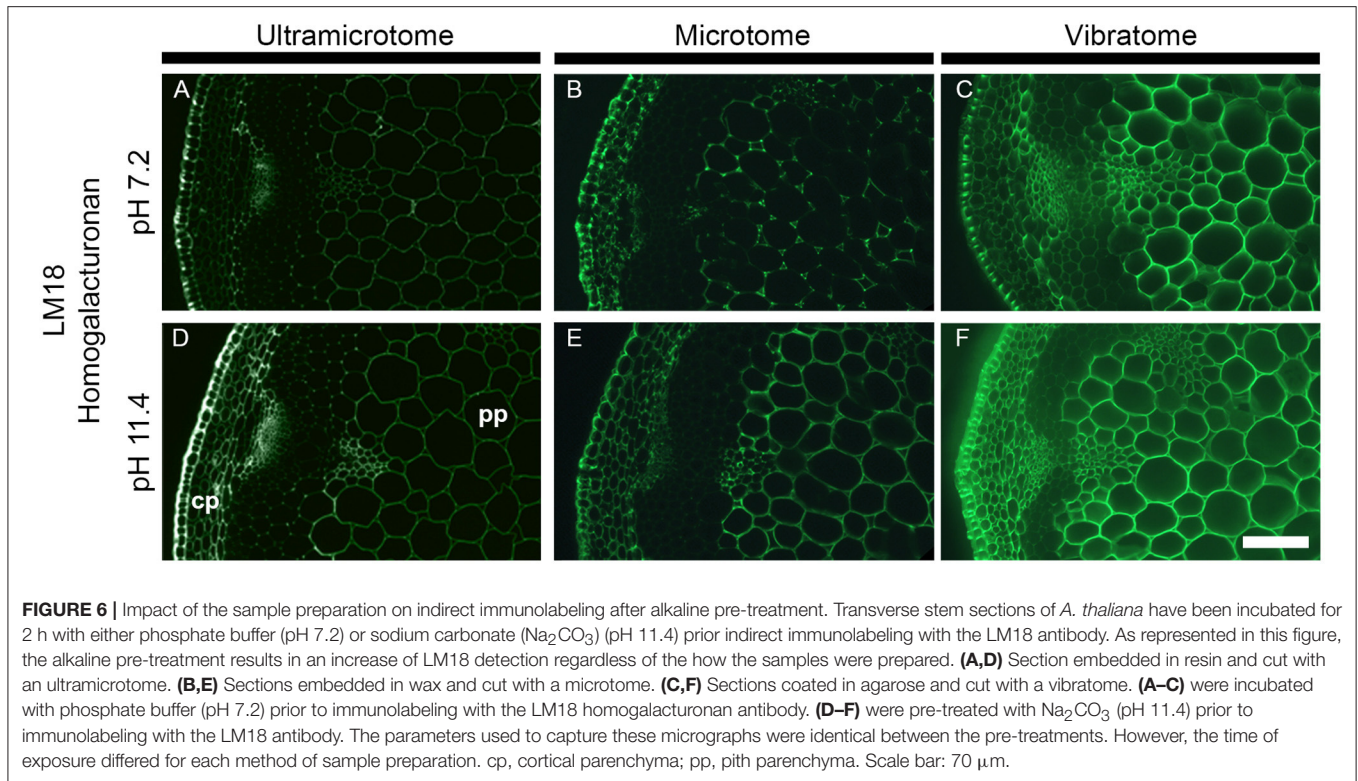 Ultramicrotome Microtome Vibratome
LM18
Homogalacturonan
pH 7.2
A B C
pH 11.4
D E F
pp
cp
FIGURE 6 | Impact of the sample preparation on indirect immunolabeling after alkaline pre-treatment. Transverse stem sections of A. thaliana have been incubated for
2 h with either phosphate buffer (pH 7.2) or sodium carbonate (Na₂CO₃) (pH 11.4) prior indirect immunolabeling with the LM18 antibody. As represented in this figure,
the alkaline pre-treatment results in an increase of LM18 detection regardless of the how the samples were prepared. (A,D) Section embedded in resin and cut with
an ultramicrotome. (B,E) Sections embedded in wax and cut with a microtome. (C,F) Sections coated in agarose and cut with a vibratome. (A–C) were incubated
with phosphate buffer (pH 7.2) prior to immunolabeling with the LM18 homogalacturonan antibody. (D–F) were pre-treated with Na₂CO₃ (pH 11.4) prior to
immunolabeling with the LM18 antibody. The parameters used to capture these micrographs were identical between the pre-treatments. However, the time of
exposure differed for each method of sample preparation. cp, cortical parenchyma; pp, pith parenchyma. Scale bar: 70 μm.